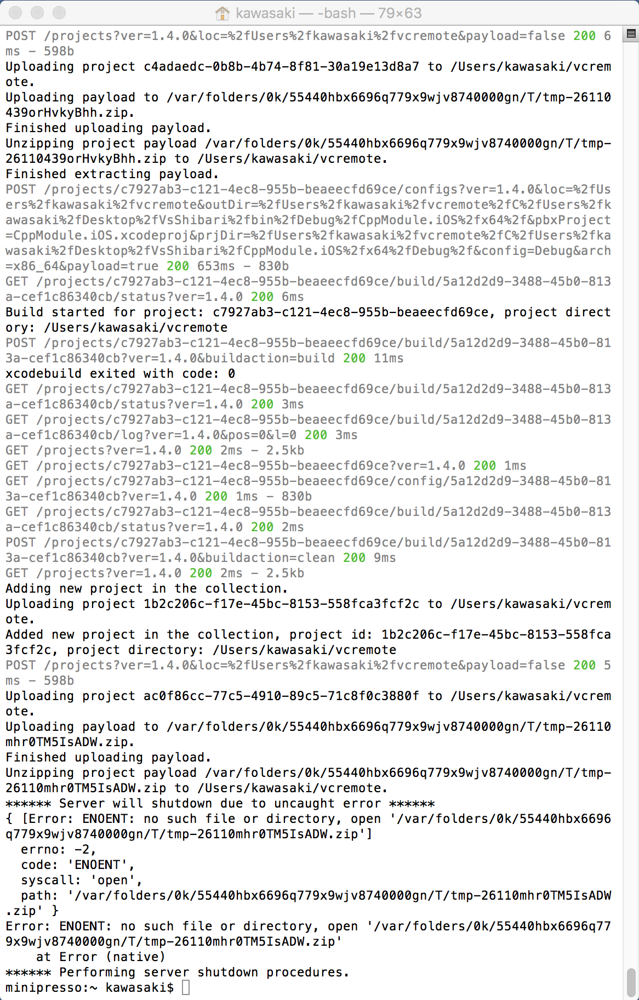 kawasaki — -bash — 79×63
POST /projects?ver=1.4.0&loc=%2fUsers%2fkawasaki%2fvcremote&payload=false 200 6
ms - 598b
Uploading project c4adaedc-0b8b-4b74-8f81-30a19e13d8a7 to /Users/kawasaki/vcrem
ote.
Uploading payload to /var/folders/0k/55440hbx6696q779x9wjv8740000gn/T/tmp-26110
439orHvkyBhh.zip.
Finished uploading payload.
Unzipping project payload /var/folders/0k/55440hbx6696q779x9wjv8740000gn/T/tmp-
26110439orHvkyBhh.zip to /Users/kawasaki/vcremote.
Finished extracting payload.
POST /projects/c7927ab3-c121-4ec8-955b-beaeecfd69ce/configs?ver=1.4.0&loc=%2fUs
ers%2fkawasaki%2fvcremote&outDir=%2fUsers%2fkawasaki%2fvcremote%2fC%2fUsers%2fk
awasaki%2fDesktop%2fVsShibari%2fbin%2fDebug%2fCppModule.iOS%2fx64%2f&pbxProject
=CppModule.iOS.xcodeproj&prjDir=%2fUsers%2fkawasaki%2fvcremote%2fC%2fUsers%2fka
wasaki%2fDesktop%2fVsShibari%2fCppModule.iOS%2fx64%2fDebug%2f&config=Debug&arch
=x86_64&payload=true 200 653ms - 830b
GET /projects/c7927ab3-c121-4ec8-955b-beaeecfd69ce/build/5a12d2d9-3488-45b0-813
a-cef1c86340cb/status?ver=1.4.0 200 6ms
Build started for project: c7927ab3-c121-4ec8-955b-beaeecfd69ce, project direct
ory: /Users/kawasaki/vcremote
POST /projects/c7927ab3-c121-4ec8-955b-beaeecfd69ce/build/5a12d2d9-3488-45b0-81
3a-cef1c86340cb?ver=1.4.0&buildaction=build 200 11ms
xcodebuild exited with code: 0
GET /projects/c7927ab3-c121-4ec8-955b-beaeecfd69ce/build/5a12d2d9-3488-45b0-813
a-cef1c86340cb/status?ver=1.4.0 200 3ms
GET /projects/c7927ab3-c121-4ec8-955b-beaeecfd69ce/build/5a12d2d9-3488-45b0-813
a-cef1c86340cb/log?ver=1.4.0&pos=0&l=0 200 3ms
GET /projects?ver=1.4.0 200 2ms - 2.5kb
GET /projects/c7927ab3-c121-4ec8-955b-beaeecfd69ce?ver=1.4.0 200 1ms
GET /projects/c7927ab3-c121-4ec8-955b-beaeecfd69ce/config/5a12d2d9-3488-45b0-81
3a-cef1c86340cb?ver=1.4.0 200 1ms - 830b
GET /projects/c7927ab3-c121-4ec8-955b-beaeecfd69ce/build/5a12d2d9-3488-45b0-813
a-cef1c86340cb/status?ver=1.4.0 200 2ms
POST /projects/c7927ab3-c121-4ec8-955b-beaeecfd69ce/build/5a12d2d9-3488-45b0-81
3a-cef1c86340cb?ver=1.4.0&buildaction=clean 200 9ms
GET /projects?ver=1.4.0 200 2ms - 2.5kb
Adding new project in the collection.
Uploading project 1b2c206c-f17e-45bc-8153-558fca3fcf2c to /Users/kawasaki/vcrem
ote.
Added new project in the collection, project id: 1b2c206c-f17e-45bc-8153-558fca
3fcf2c, project directory: /Users/kawasaki/vcremote
POST /projects?ver=1.4.0&loc=%2fUsers%2fkawasaki%2fvcremote&payload=false 200 5
ms - 598b
Uploading project ac0f86cc-77c5-4910-89c5-71c8f0c3880f to /Users/kawasaki/vcrem
ote.
Uploading payload to /var/folders/0k/55440hbx6696q779x9wjv8740000gn/T/tmp-26110
mhr0TM5IsADW.zip.
Finished uploading payload.
Unzipping project payload /var/folders/0k/55440hbx6696q779x9wjv8740000gn/T/tmp-
26110mhr0TM5IsADW.zip to /Users/kawasaki/vcremote.
****** Server will shutdown due to uncaught error ******
{ [Error: ENOENT: no such file or directory, open '/var/folders/0k/55440hbx6696
q779x9wjv8740000gn/T/tmp-26110mhr0TM5IsADW.zip']
  errno: -2,
  code: 'ENOENT',
  syscall: 'open',
  path: '/var/folders/0k/55440hbx6696q779x9wjv8740000gn/T/tmp-26110mhr0TM5IsADW
.zip' }
Error: ENOENT: no such file or directory, open '/var/folders/0k/55440hbx6696q77
9x9wjv8740000gn/T/tmp-26110mhr0TM5IsADW.zip'
    at Error (native)
****** Performing server shutdown procedures.
minipresso:~ kawasaki$